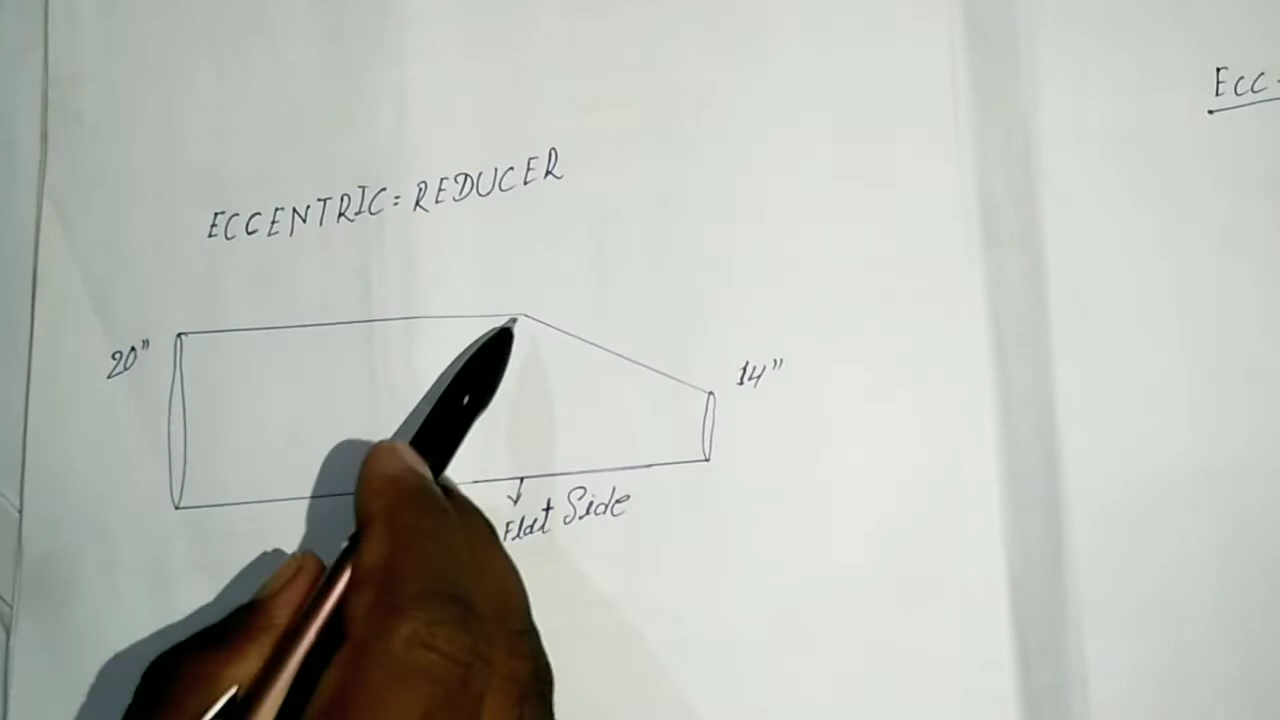 ECCENTRIC = REDUCER
20"
14"
Flat Side
Ecc